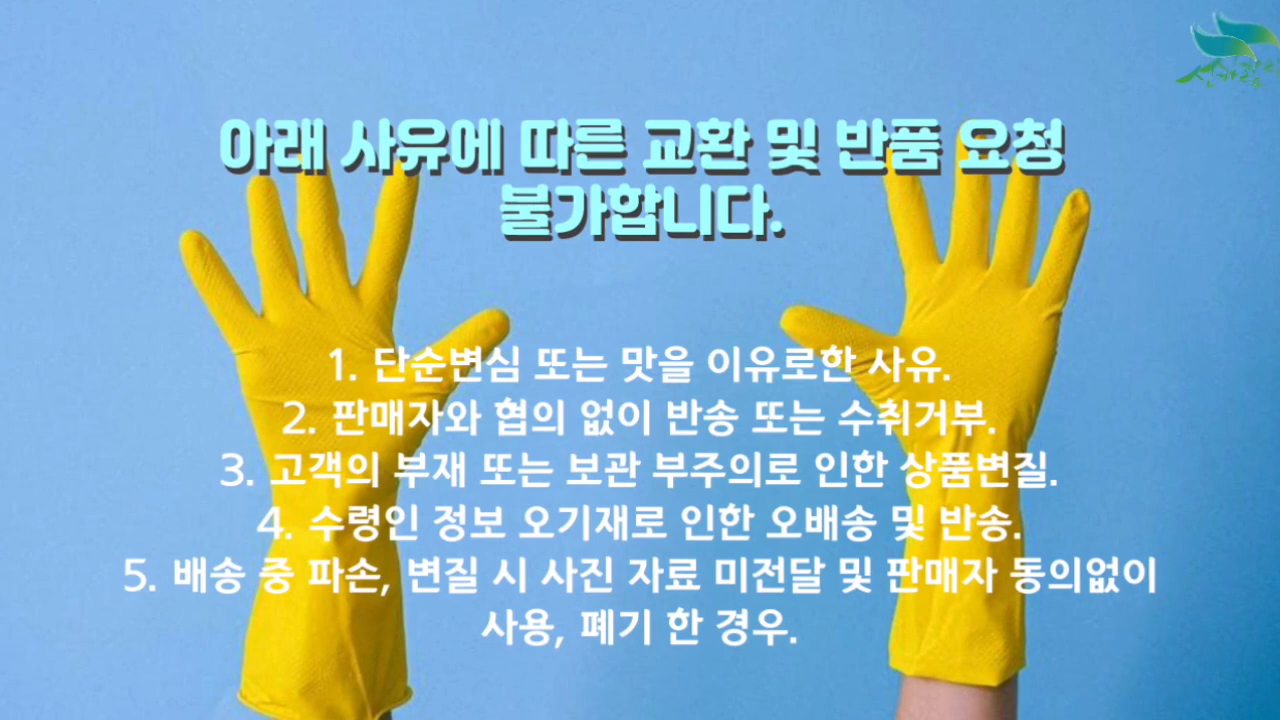 아래 사유에 따른 교환 및 반품 요청
불가합니다.
1. 단순변심 또는 맛을 이유로한 사유.
2. 판매자와 협의 없이 반송 또는 수취거부.
3. 고객의 부재 또는 보관 부주의로 인한 상품변질.
4. 수령인 정보 오기재로 인한 오배송 및 반송.
5. 배송 중 파손, 변질 시 사진 자료 미전달 및 판매자 동의없이
사용, 폐기 한 경우.